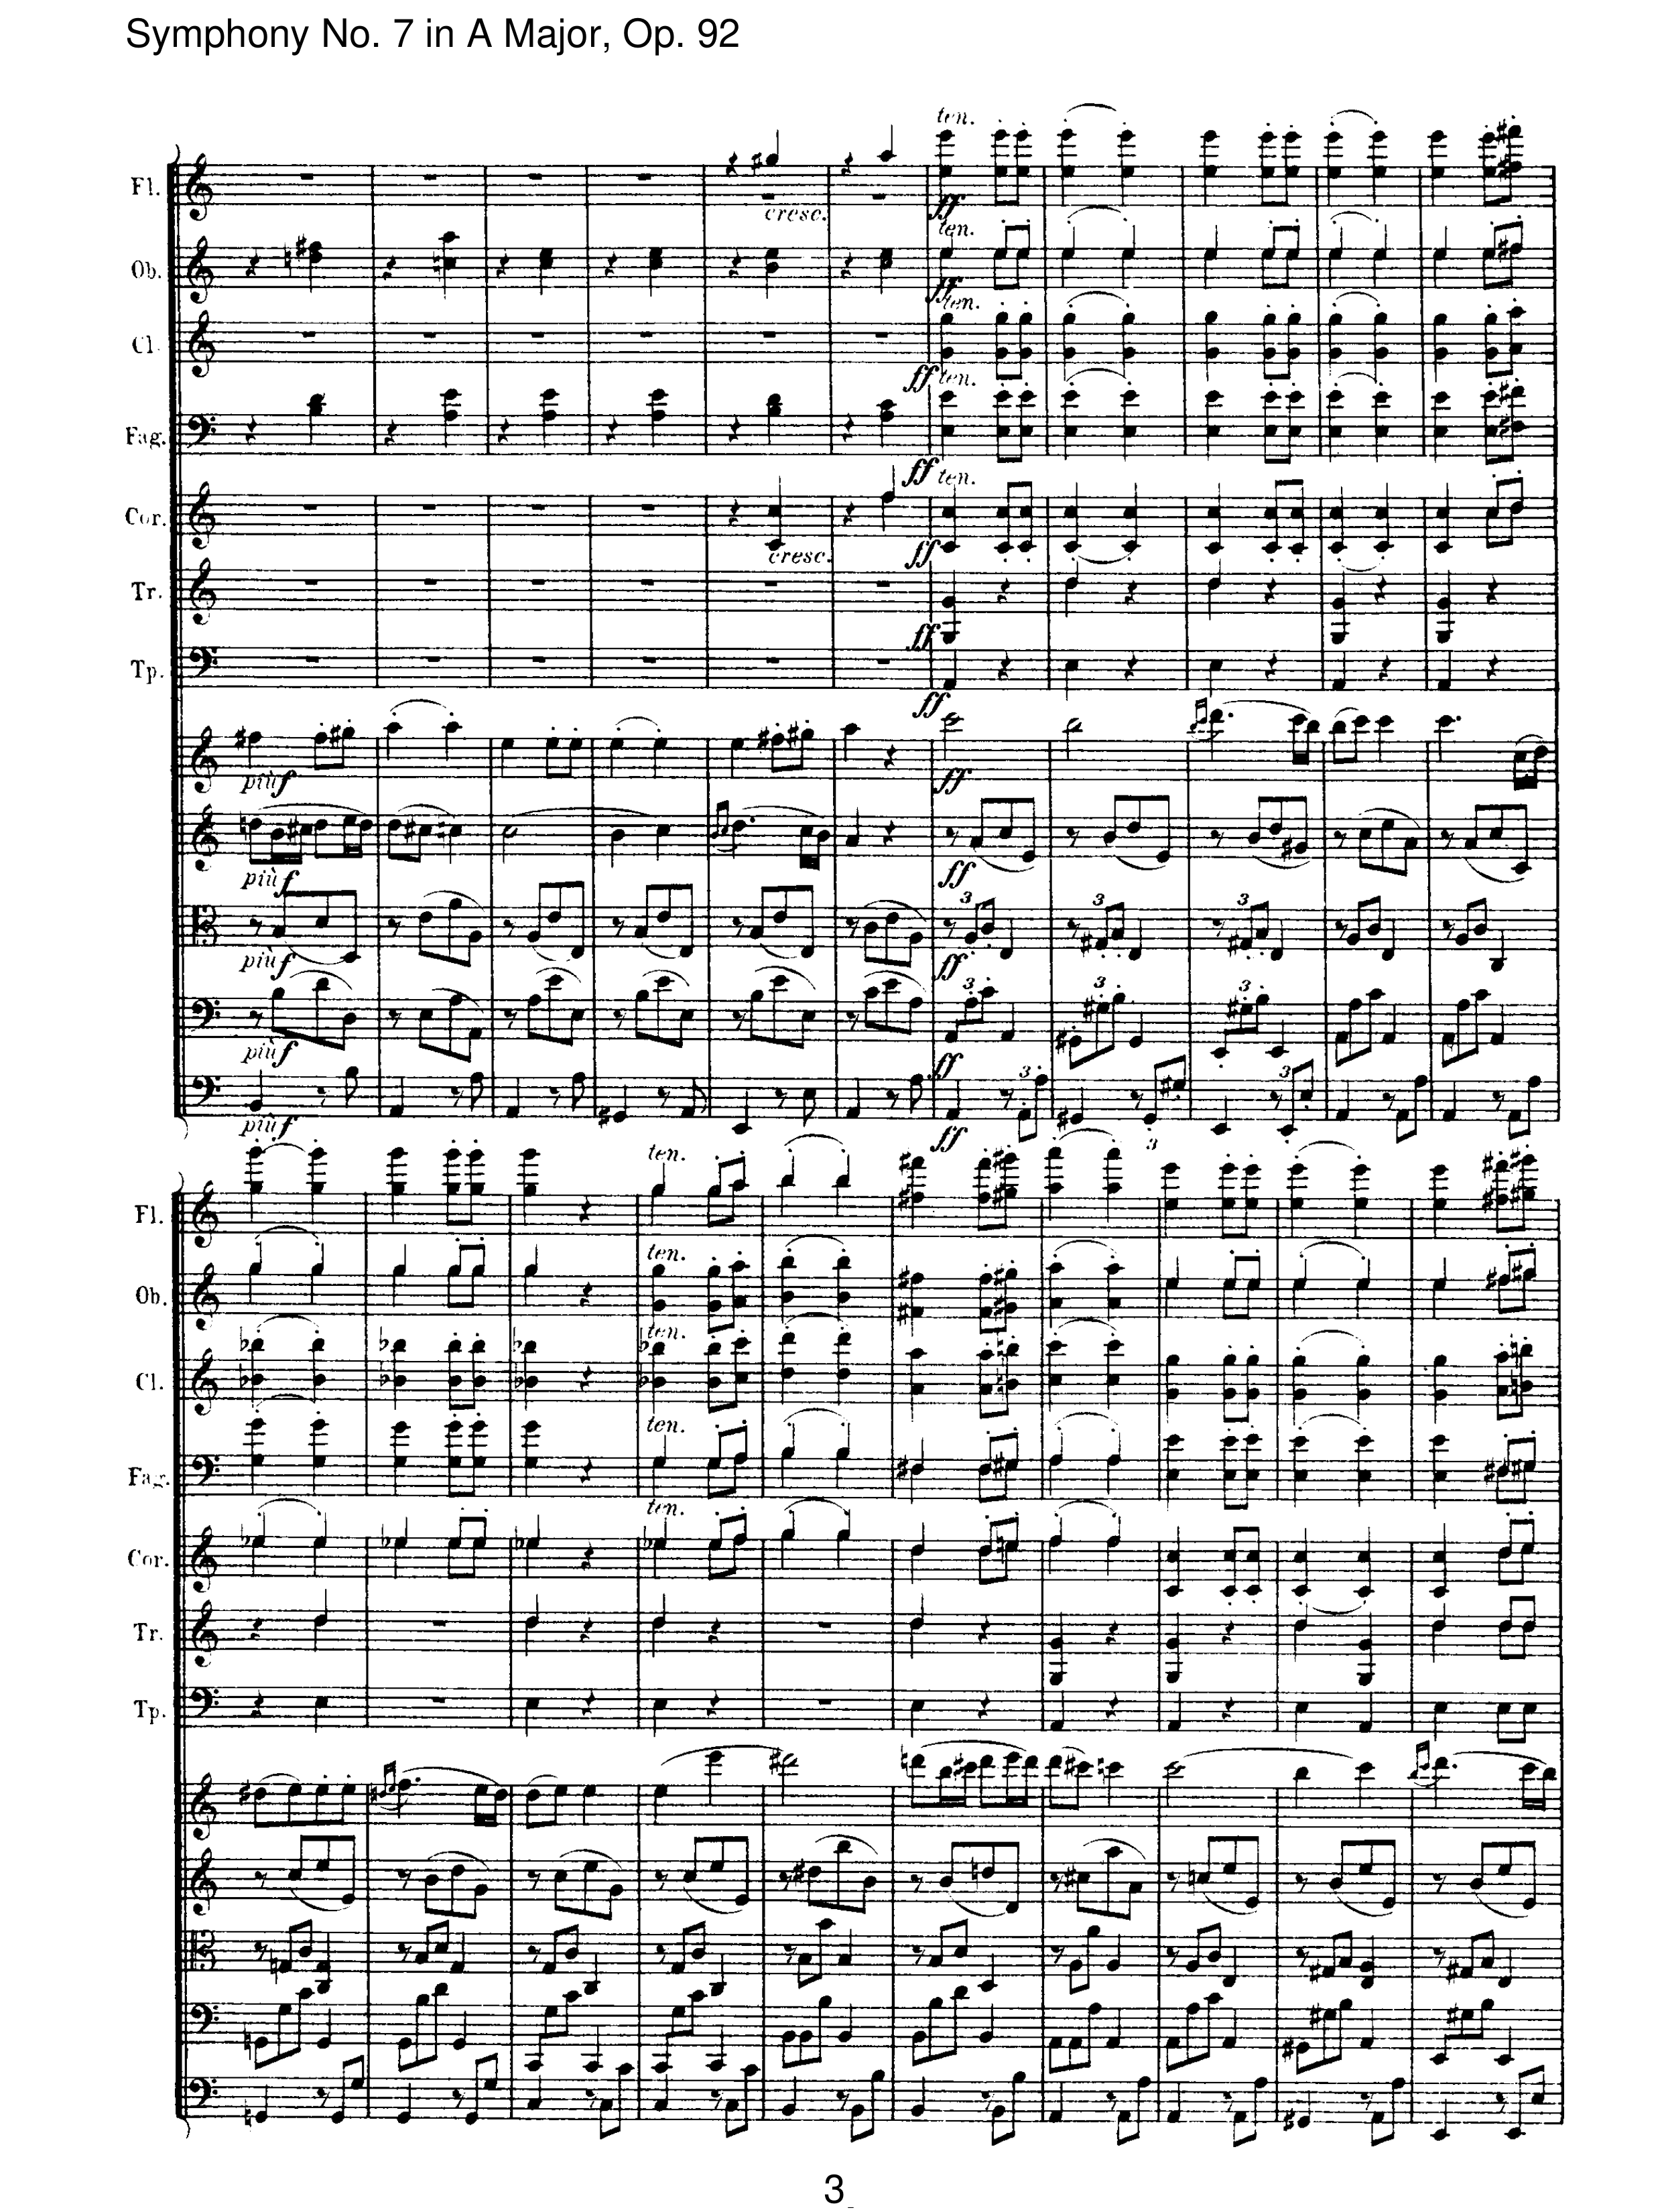 Symphony No. 7 in A Major, Op. 92
ten.
Fl.
cresc.
ff
ten.
Ob.
ff
ten.
Cl.
ff ten.
Fag.
ff ten.
Cor.
cresc.
ff
Tr.
ff
Tp.
ff
più f
ff
più f
ff
3 3 3
più f
ff
3 3 3
più f
ff
3 3
più f
ff
3
ten.
Fl.
ten.
Ob.
ten.
Cl.
ten.
Fag.
ten.
Cor.
Tr.
Tp.
3